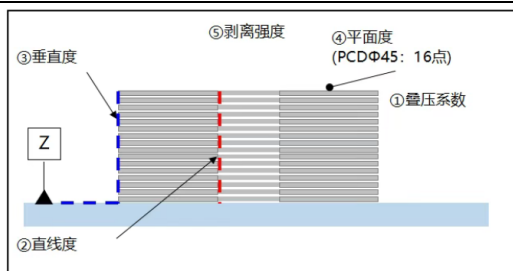 ⑤剥离强度
④平面度
(PCDΦ45：16点)
③垂直度
①叠压系数
Z
②直线度